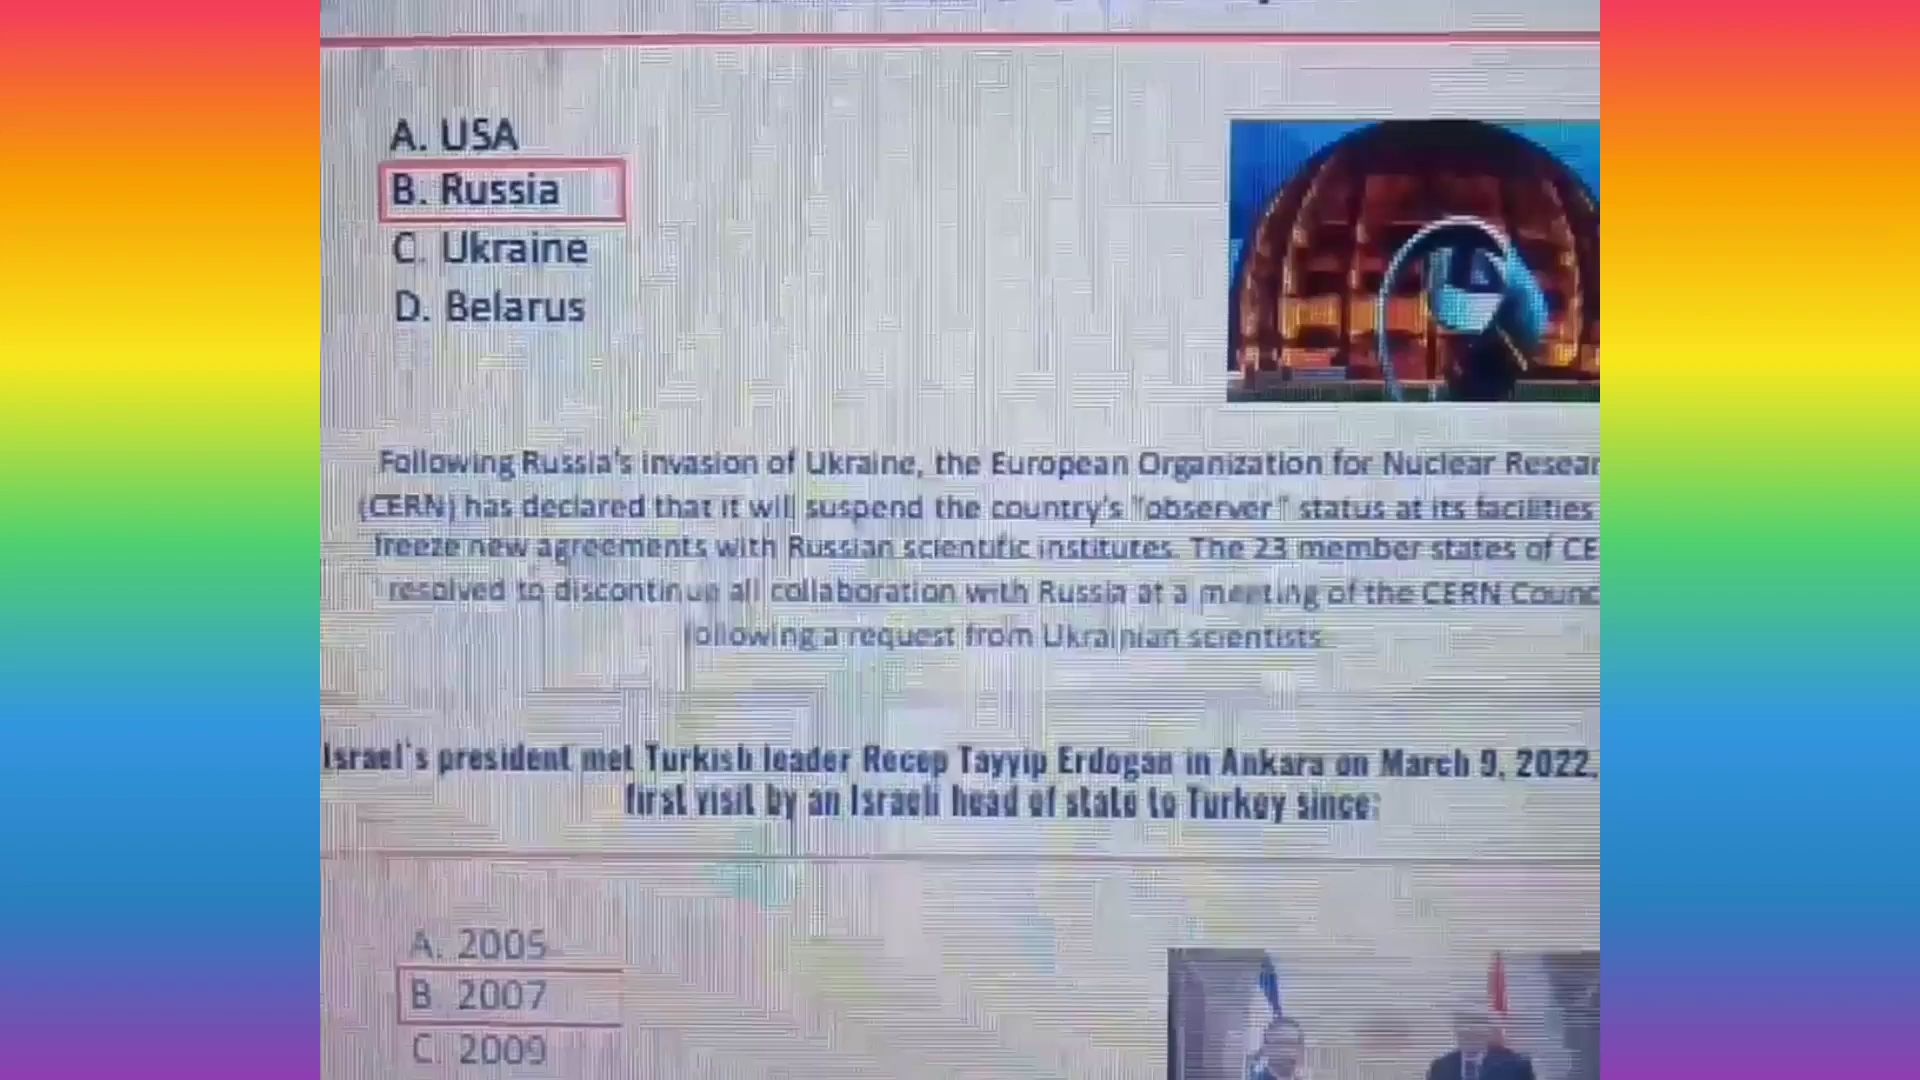 A. USA
B. Russia
C. Ukraine
D. Belarus
Following Russia's invasion of Ukraine, the European Organization for Nuclear Resear
(CERN) has declared that it will suspend the country's "observer" status at its facilities
freeze new agreements with Russian scientific institutes. The 23 member states of CE
resolved to discontinue all collaboration with Russia at a meeting of the CERN Counc
following a request from Ukrainian scientists
Israel's president met Turkish leader Recep Tayyip Erdogan in Ankara on March 9, 2022,
first visit by an Israeli head of state to Turkey since:
A. 2005
B. 2007
C. 2009